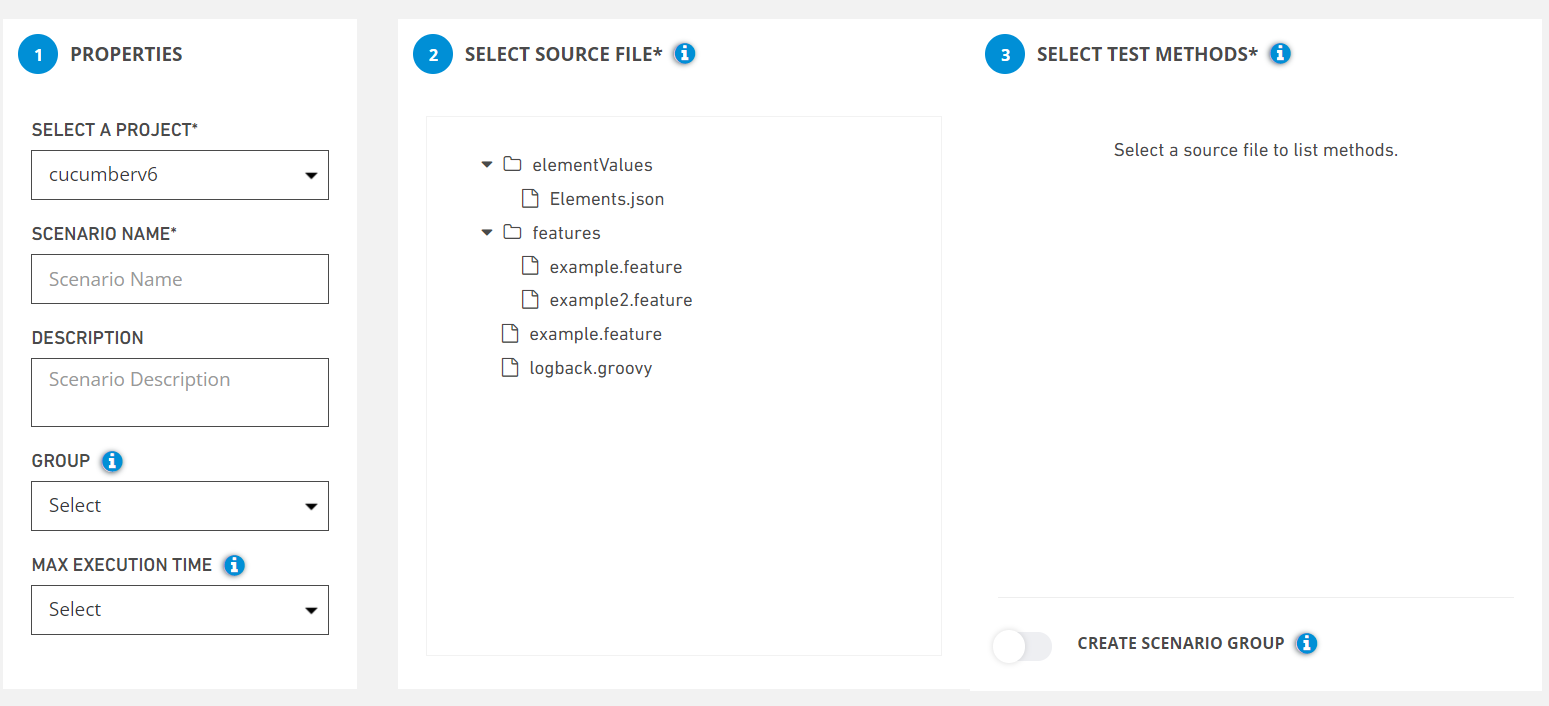 1 PROPERTIES
SELECT A PROJECT*
cucumberv6
SCENARIO NAME*
Scenario Name
DESCRIPTION
Scenario Description
GROUP
Select
MAX EXECUTION TIME
Select
2 SELECT SOURCE FILE*
elementValues
Elements.json
features
example.feature
example2.feature
example.feature
logback.groovy
3 SELECT TEST METHODS*
Select a source file to list methods.
CREATE SCENARIO GROUP